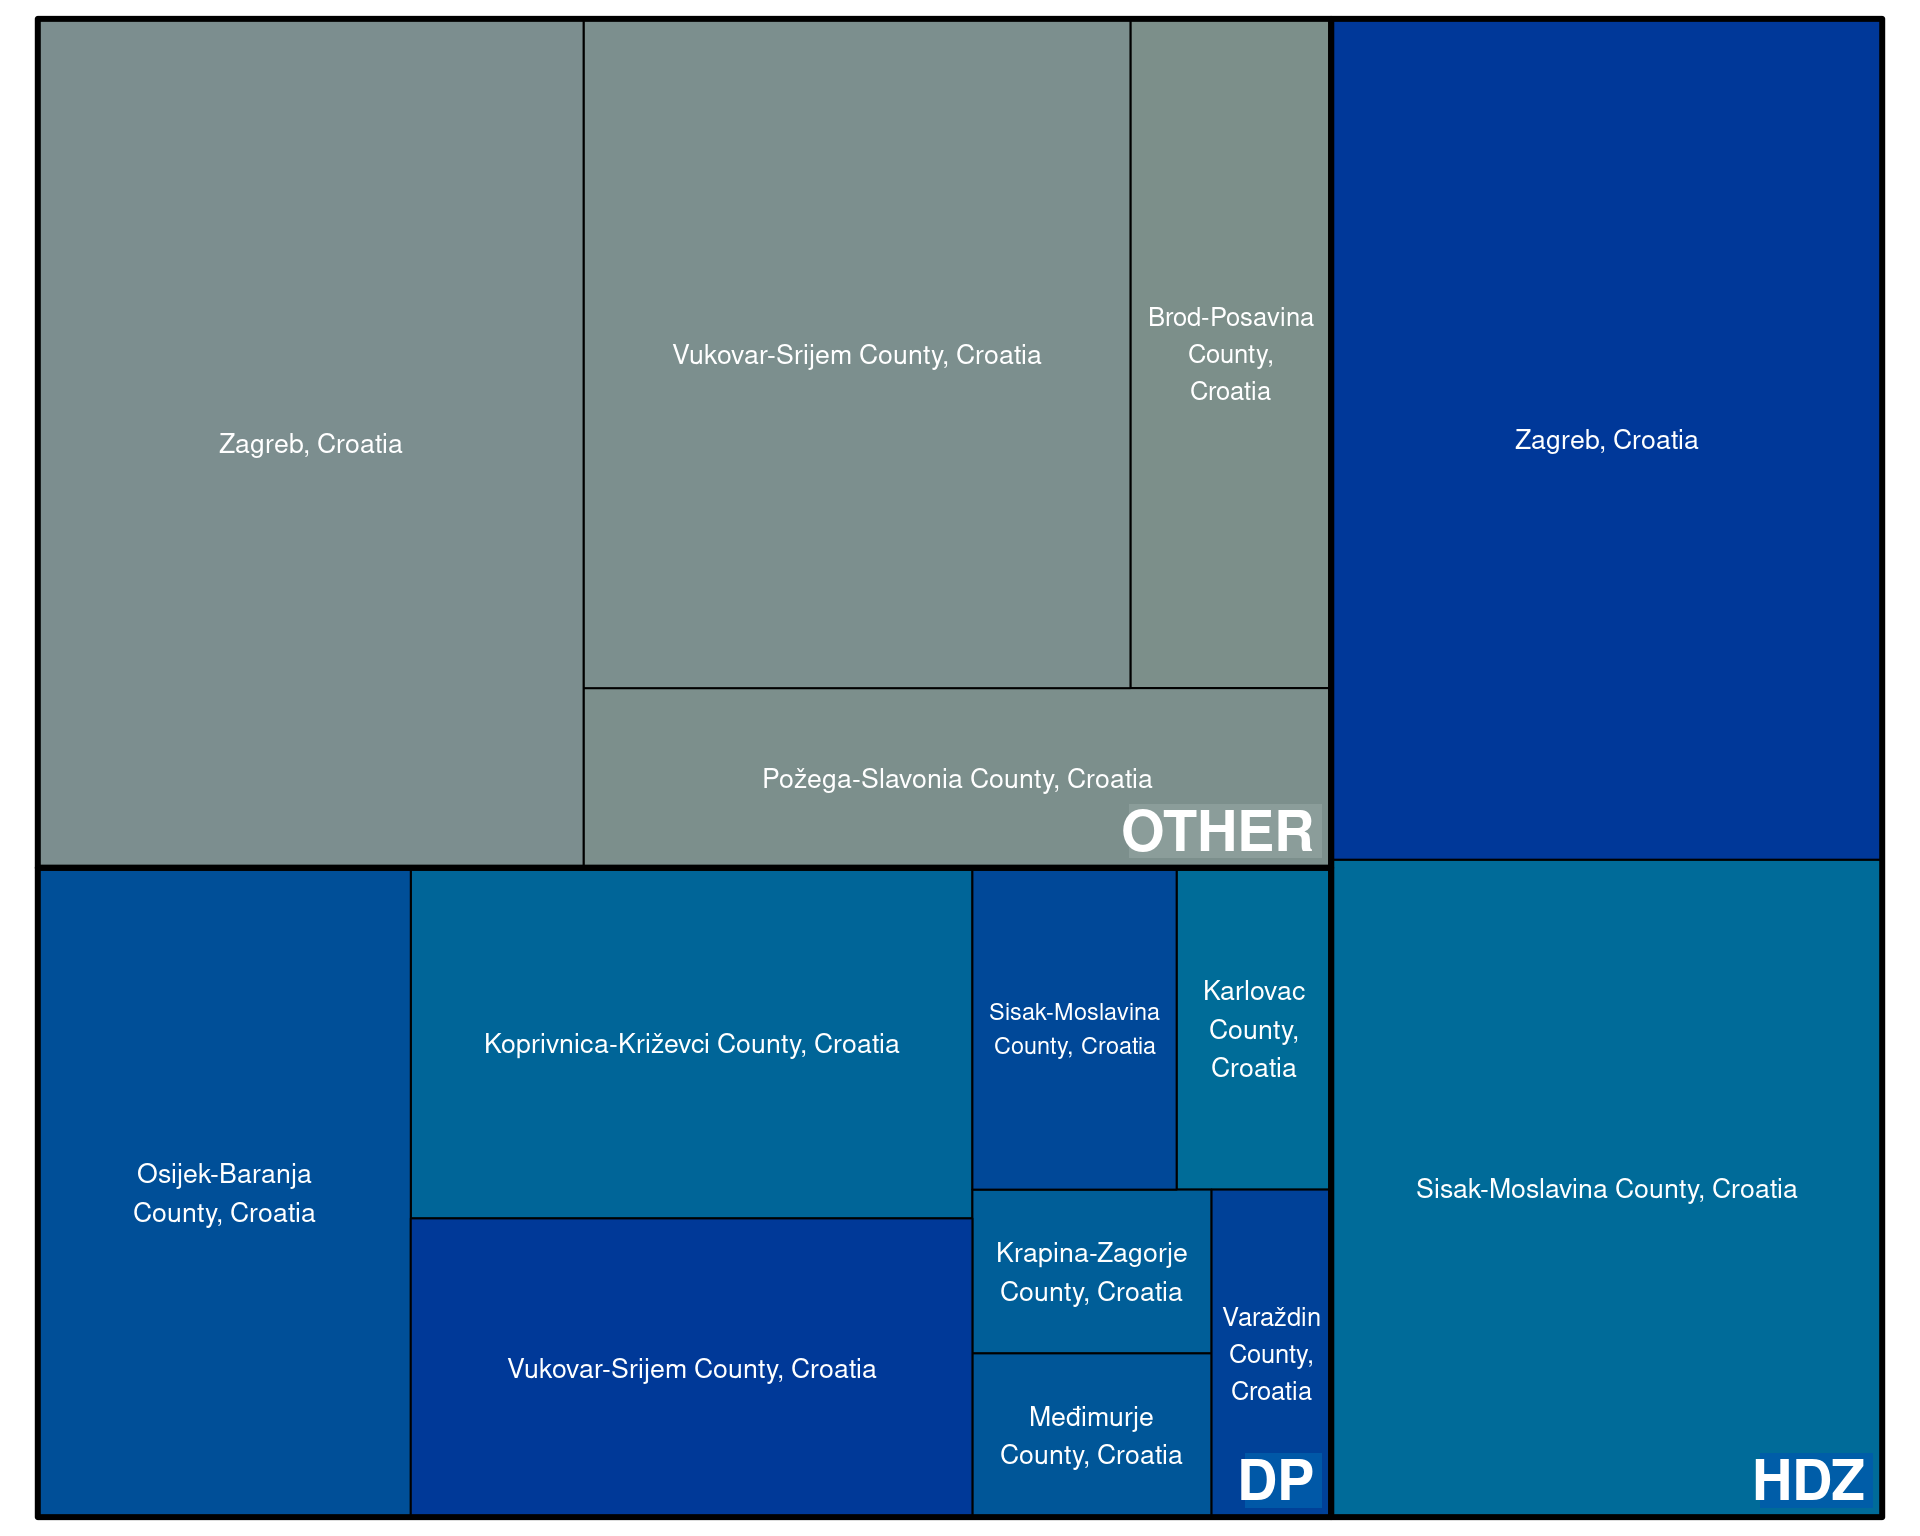 Zagreb, Croatia
Vukovar-Srijem County, Croatia
Brod-Posavina
County,
Croatia
Požega-Slavonia County, Croatia
OTHER
Zagreb, Croatia
Sisak-Moslavina County, Croatia
HDZ
Osijek-Baranja
County, Croatia
Koprivnica-Križevci County, Croatia
Vukovar-Srijem County, Croatia
Sisak-Moslavina
County, Croatia
Karlovac
County,
Croatia
Krapina-Zagorje
County, Croatia
Međimurje
County, Croatia
Varaždin
County,
Croatia
DP